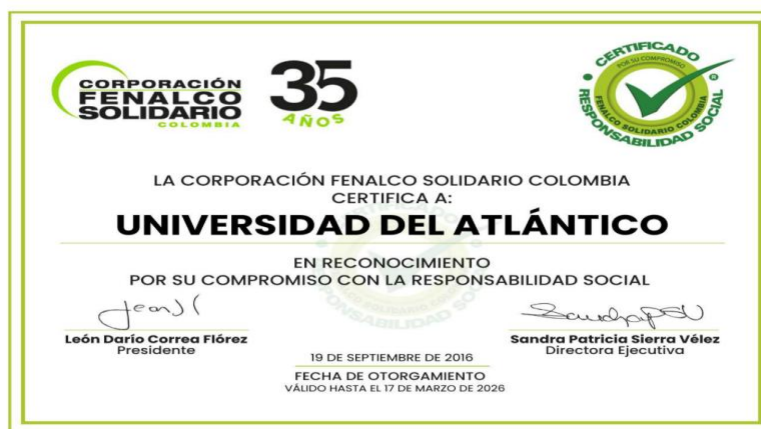 CORPORACIÓN
FENALCO
SOLIDARIO
COLOMBIA
35
AÑOS
CERTIFICADO
POR SU COMPROMISO
FENALCO SOLIDARIO COLOMBIA
RESPONSABILIDAD SOCIAL
LA CORPORACIÓN FENALCO SOLIDARIO COLOMBIA
CERTIFICA A:
UNIVERSIDAD DEL ATLÁNTICO
EN RECONOCIMIENTO
POR SU COMPROMISO CON LA RESPONSABILIDAD SOCIAL
León Darío Correa Flórez
Presidente
Sandra Patricia Sierra Vélez
Directora Ejecutiva
19 DE SEPTIEMBRE DE 2016
FECHA DE OTORGAMIENTO
VÁLIDO HASTA EL 17 DE MARZO DE 2026